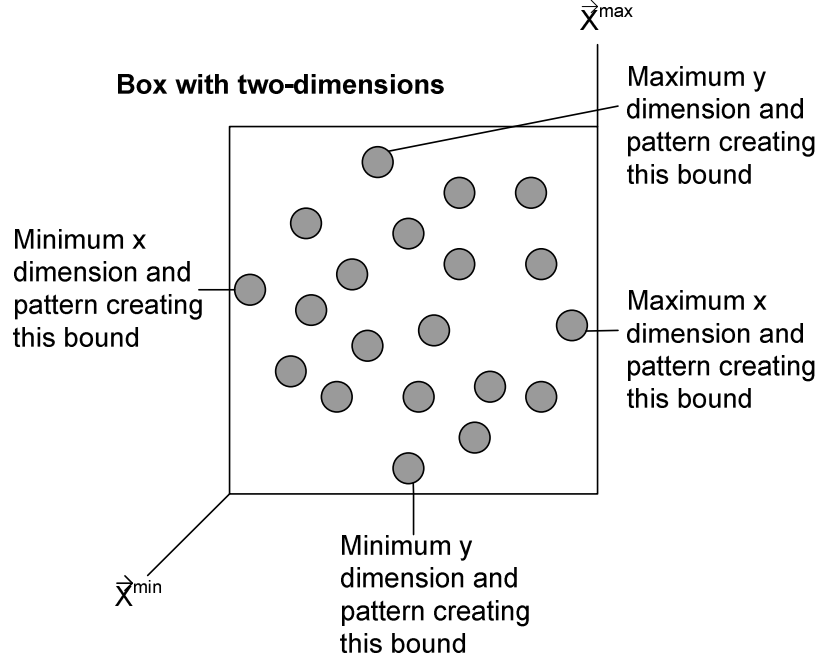 X⃗max
Box with two-dimensions
Maximum y
dimension and
pattern creating
this bound
Minimum x
dimension and
pattern creating
this bound
Maximum x
dimension and
pattern creating
this bound
Minimum y
dimension and
pattern creating
this bound
X⃗min